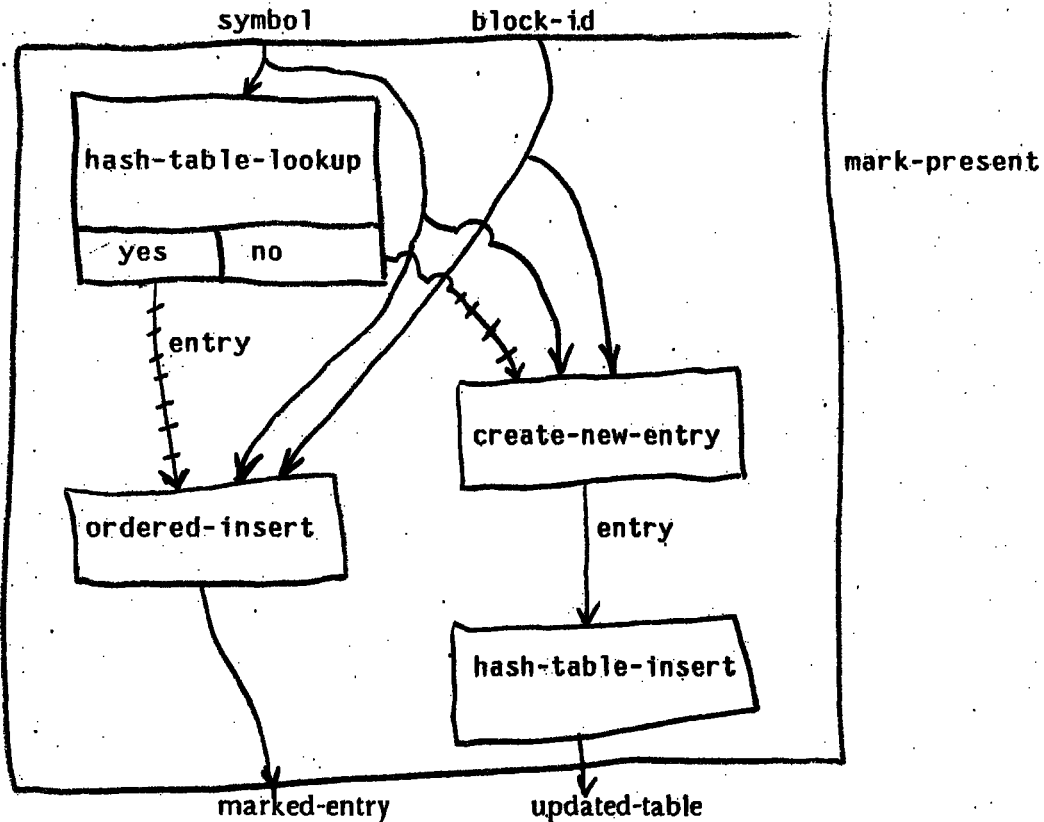 symbol
block-id
mark-present
hash-table-lookup
yes
no
entry
create-new-entry
ordered-insert
entry
hash-table-insert
marked-entry
updated-table